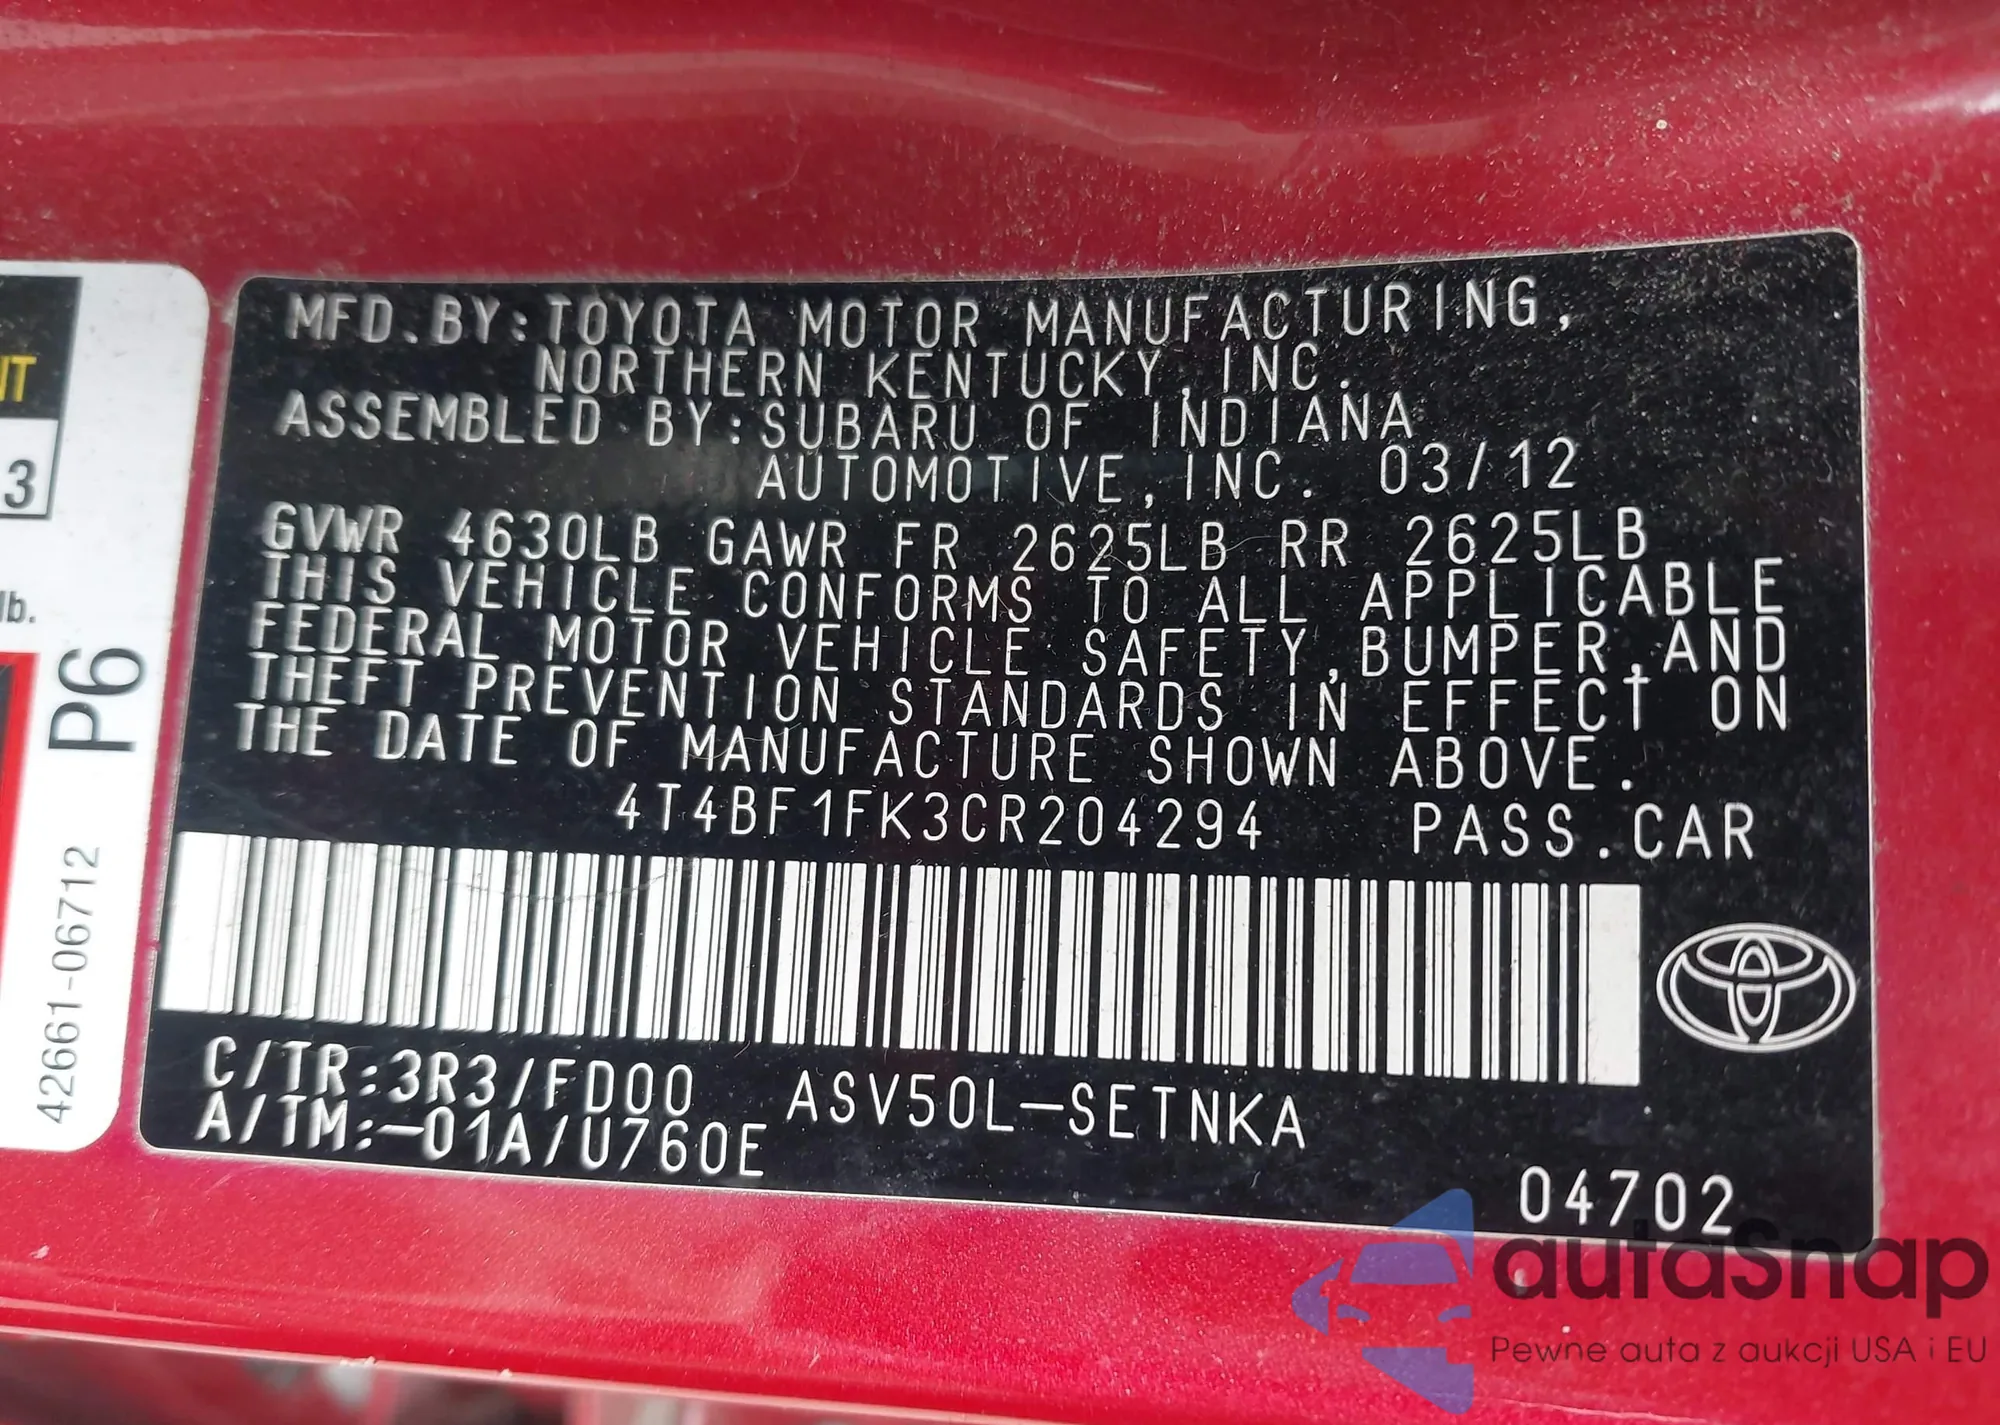 MFD.BY:TOYOTA MOTOR MANUFACTURING,
NORTHERN KENTUCKY,INC.
ASSEMBLED BY:SUBARU OF INDIANA
AUTOMOTIVE,INC. 03/12
GVWR 4630LB GAWR FR 2625LB RR 2625LB
THIS VEHICLE CONFORMS TO ALL APPLICABLE
FEDERAL MOTOR VEHICLE SAFETY,BUMPER,AND
THEFT PREVENTION STANDARDS IN EFFECT ON
THE DATE OF MANUFACTURE SHOWN ABOVE.
4T4BF1FK3CR204294 PASS.CAR
C/TR:3R3/FD00 ASV50L-SETNKA
A/TM:-01A/U760E
04702
3
lb.
P6
42661-06712
autoSnap
Pewne auta z aukcji USA i EU